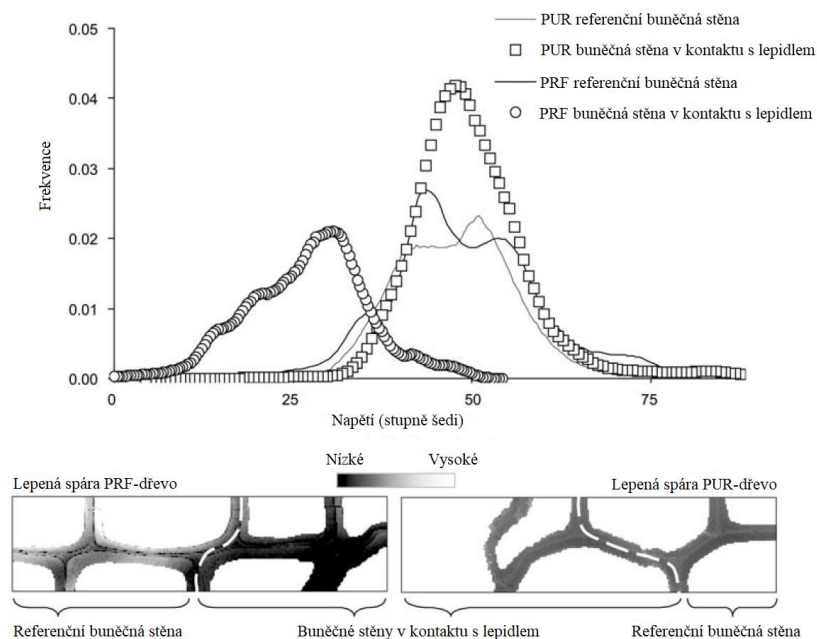 PUR referenční buněčná stěna
PUR buněčná stěna v kontaktu s lepidlem
PRF referenční buněčná stěna
PRF buněčná stěna v kontaktu s lepidlem
Frekvence
0.05
0.04
0.03
0.02
0.01
0.00
0 25 50 75
Napětí (stupně šedi)
Nízké Vysoké
Lepená spára PRF-dřevo Lepená spára PUR-dřevo
Referenční buněčná stěna Buněčné stěny v kontaktu s lepidlem Referenční buněčná stěna